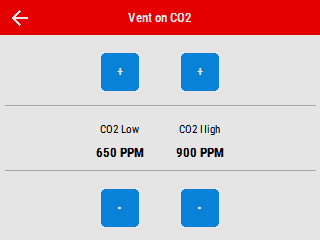 Vent on CO2
+ +
CO2 Low CO2 High
650 PPM 900 PPM
- -